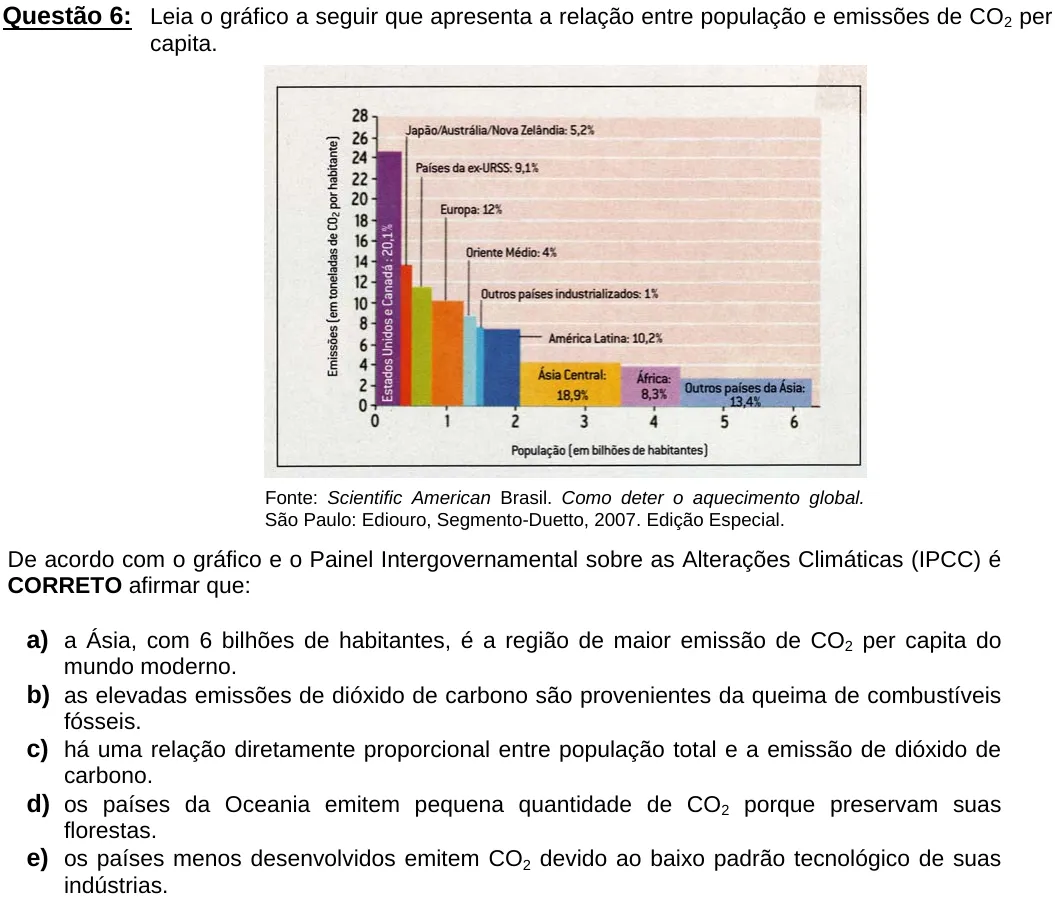 Questão 6: Leia o gráfico a seguir que apresenta a relação entre população e emissões de CO₂ per
capita.
28
26
24
22
20
18
16
14
12
10
8
6
4
2
0
Emissões (em toneladas de CO₂ por habitante)
Japão/Austrália/Nova Zelândia: 5,2%
Países da ex-URSS: 9,1%
Europa: 12%
Estados Unidos e Canadá : 20,1%
Oriente Médio: 4%
Outros países industrializados: 1%
América Latina: 10,2%
Ásia Central:
18,9%
África:
8,3%
Outros países da Ásia:
13,4%
0 1 2 3 4 5 6
População (em bilhões de habitantes)
Fonte: Scientific American Brasil. Como deter o aquecimento global.
São Paulo: Ediouro, Segmento-Duetto, 2007. Edição Especial.
De acordo com o gráfico e o Painel Intergovernamental sobre as Alterações Climáticas (IPCC) é
CORRETO afirmar que:
a) a Ásia, com 6 bilhões de habitantes, é a região de maior emissão de CO₂ per capita do
mundo moderno.
b) as elevadas emissões de dióxido de carbono são provenientes da queima de combustíveis
fósseis.
c) há uma relação diretamente proporcional entre população total e a emissão de dióxido de
carbono.
d) os países da Oceania emitem pequena quantidade de CO₂ porque preservam suas
florestas.
e) os países menos desenvolvidos emitem CO₂ devido ao baixo padrão tecnológico de suas
indústrias.